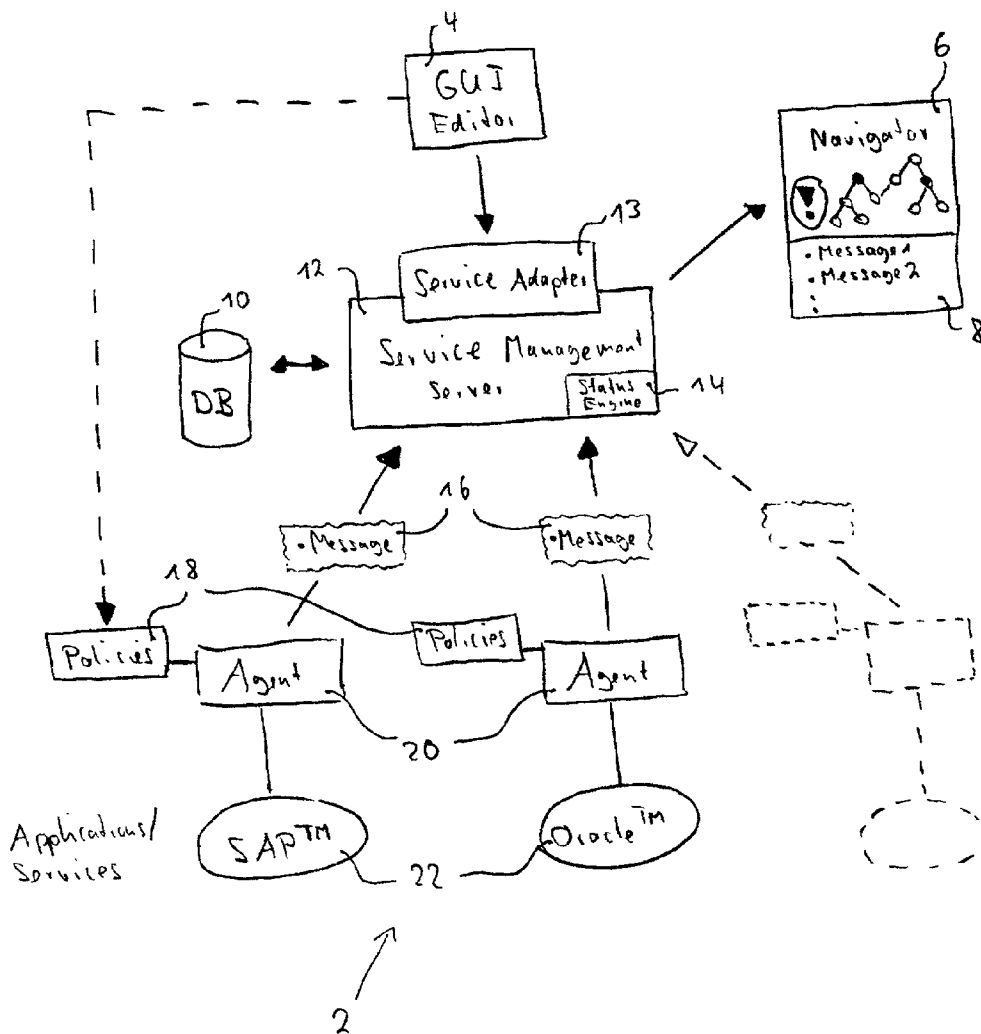 4
GUI
Editor
6
Navigator
!
• Message 1
• Message 2
⋮
8
13
Service Adapter
12
Service Management
Server
Status
Engine
14
10
DB
16
• Message
• Message
18
Policies
Policies
Agent
Agent
20
Applications/
Services
SAP™
Oracle™
22
2